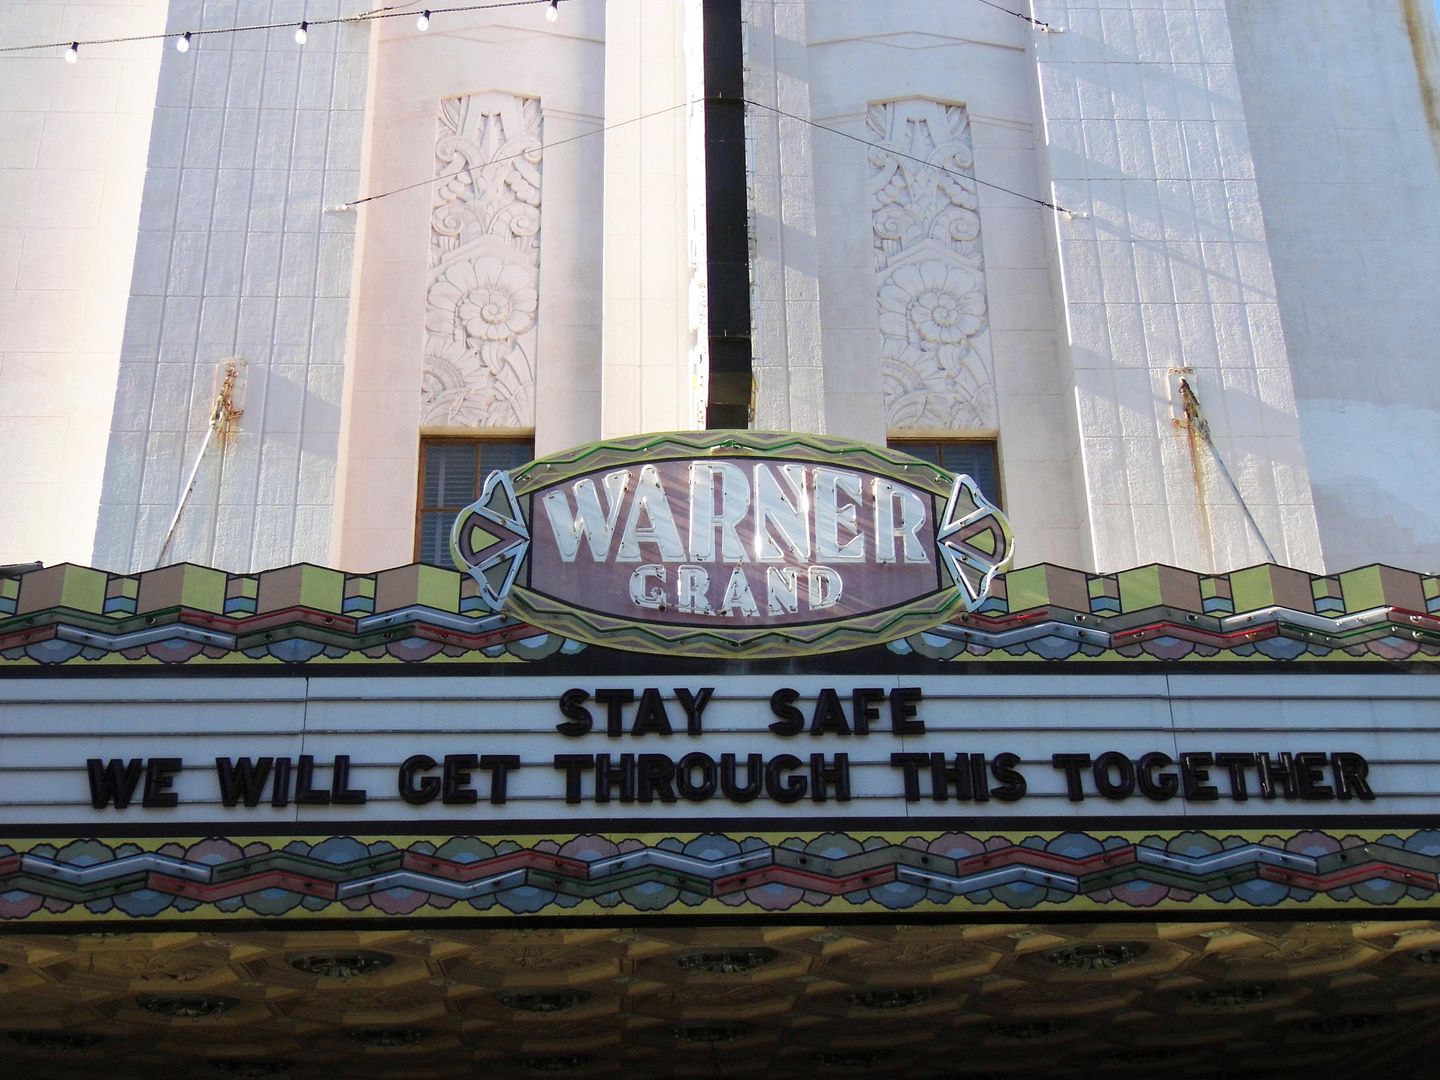 WARNER
GRAND
STAY SAFE
WE WILL GET THROUGH THIS TOGETHER